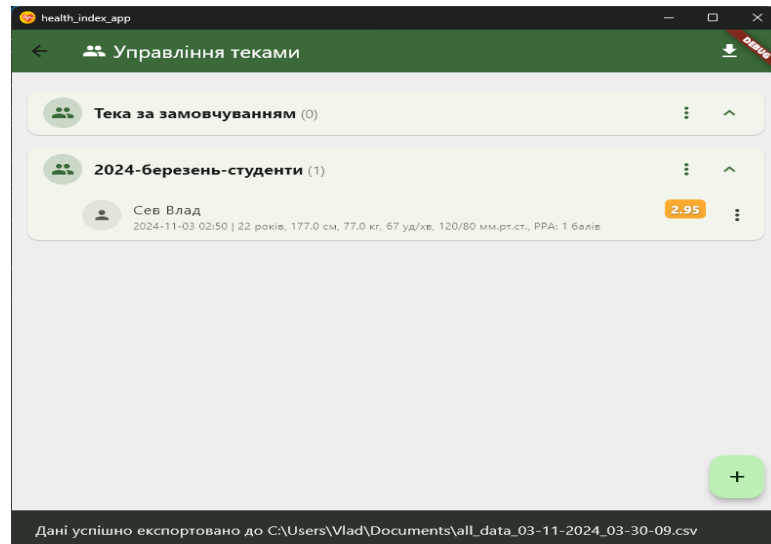 health_index_app
DEBUG
Управління теками
Тека за замовчуванням (0)
2024-березень-студенти (1)
Сев Влад
2.95
2024-11-03 02:50 | 22 років, 177.0 см, 77.0 кг, 67 уд/хв, 120/80 мм.рт.ст., РРА: 1 балів
Дані успішно експортовано до C:\Users\Vlad\Documents\all_data_03-11-2024_03-30-09.csv